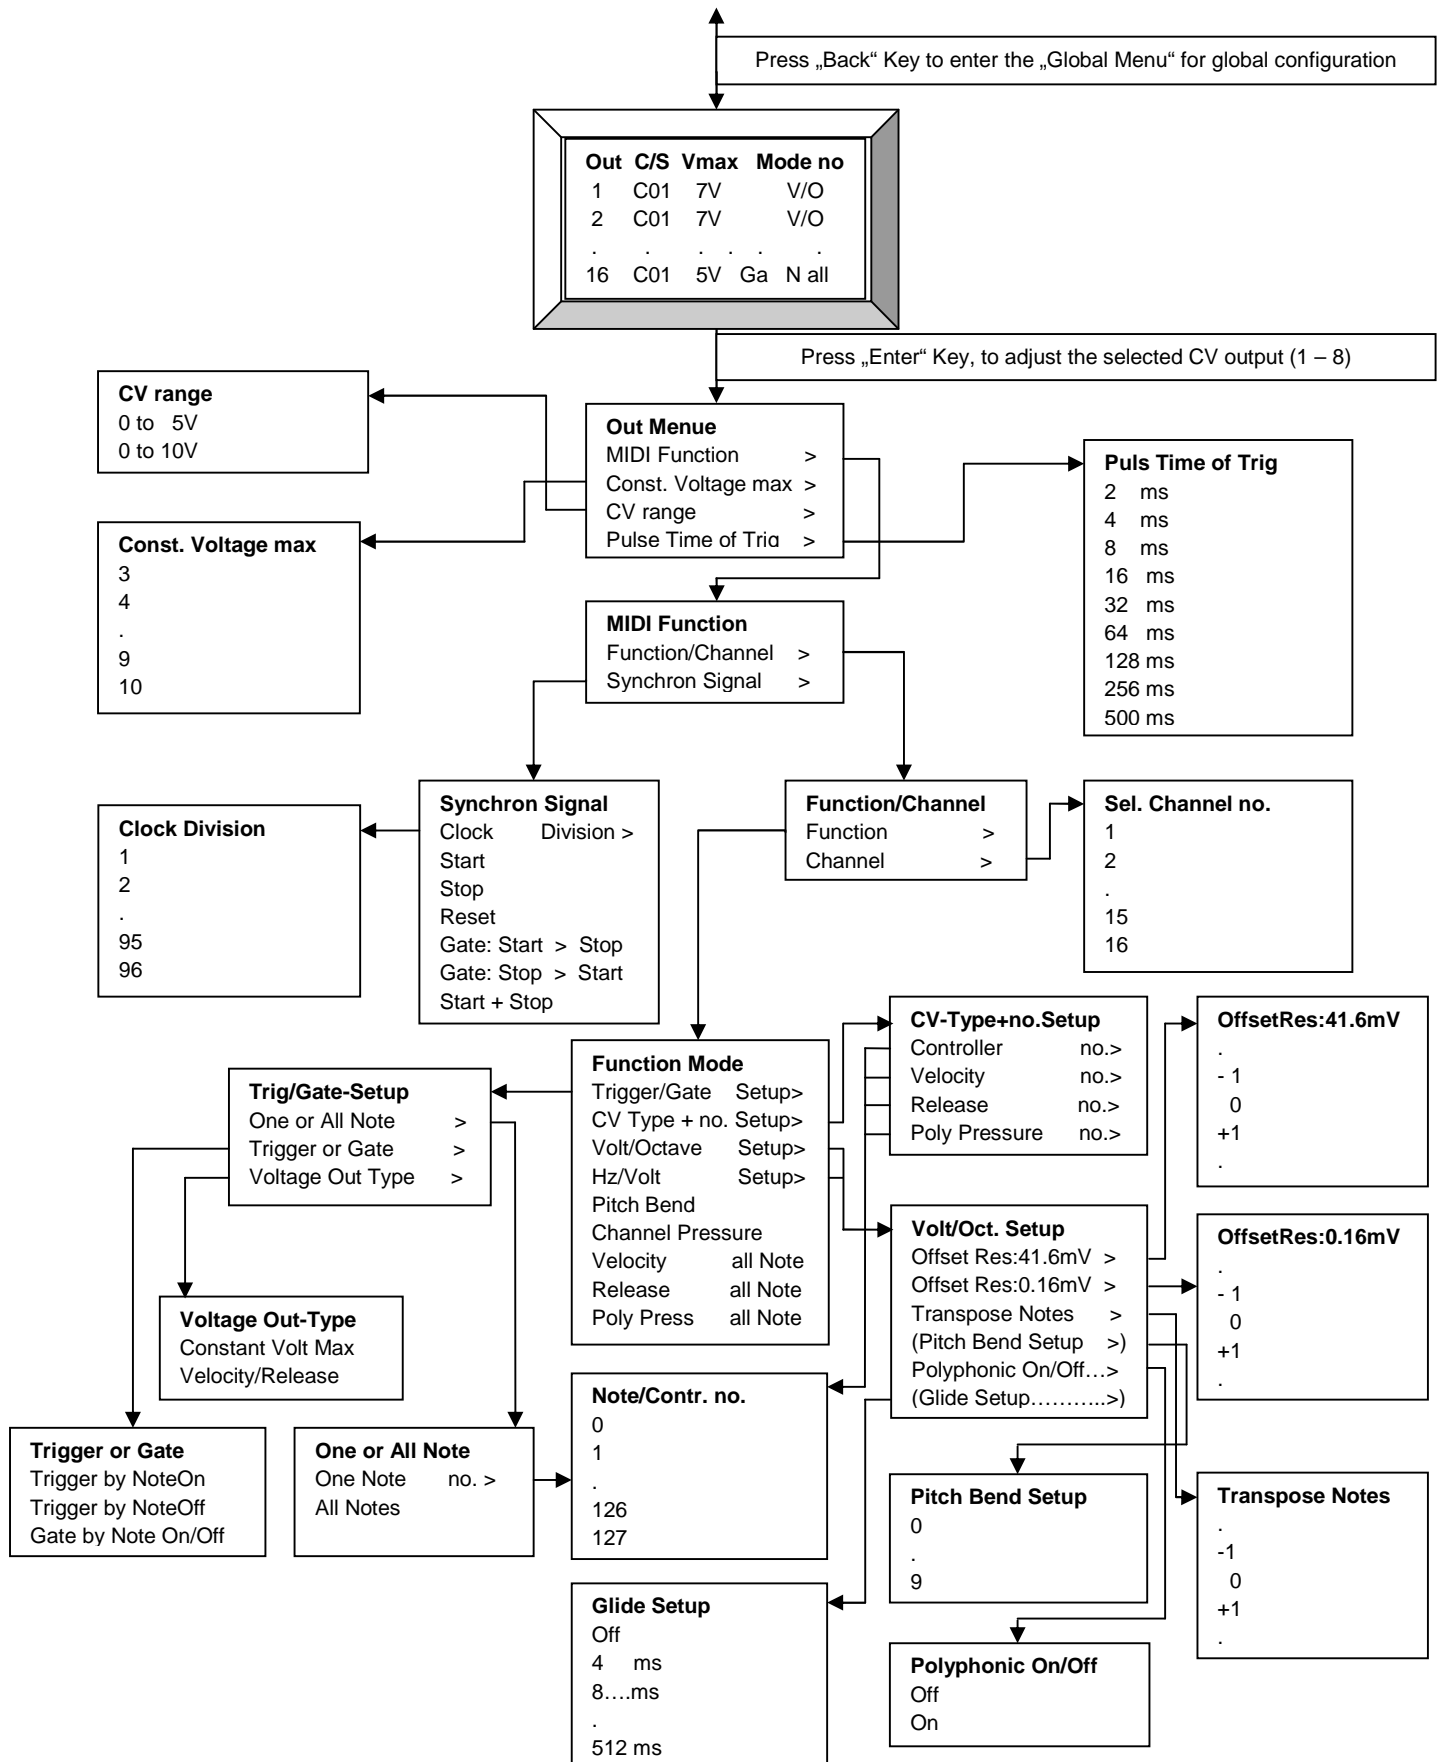 Press „Back“ Key to enter the „Global Menu“ for global configuration
Out C/S Vmax Mode no
1 C01 7V V/O
2 C01 7V V/O
. . . . . .
16 C01 5V Ga N all
Press „Enter“ Key, to adjust the selected CV output (1 – 8)
CV range
0 to 5V
0 to 10V
Out Menue
MIDI Function >
Const. Voltage max >
CV range >
Pulse Time of Trig >
Puls Time of Trig
2 ms
4 ms
8 ms
16 ms
32 ms
64 ms
128 ms
256 ms
500 ms
Const. Voltage max
3
4
.
9
10
MIDI Function
Function/Channel >
Synchron Signal >
Synchron Signal
Clock Division >
Start
Stop
Reset
Gate: Start > Stop
Gate: Stop > Start
Start + Stop
Function/Channel
Function >
Channel >
Sel. Channel no.
1
2
.
15
16
Clock Division
1
2
.
95
96
CV-Type+no.Setup
Controller no.>
Velocity no.>
Release no.>
Poly Pressure no.>
OffsetRes:41.6mV
.
- 1
0
+1
.
Function Mode
Trigger/Gate Setup>
CV Type + no. Setup>
Volt/Octave Setup>
Hz/Volt Setup>
Pitch Bend
Channel Pressure
Velocity all Note
Release all Note
Poly Press all Note
Trig/Gate-Setup
One or All Note >
Trigger or Gate >
Voltage Out Type >
Volt/Oct. Setup
Offset Res:41.6mV >
Offset Res:0.16mV >
Transpose Notes >
(Pitch Bend Setup >)
Polyphonic On/Off…>
(Glide Setup………..>)
OffsetRes:0.16mV
.
- 1
0
+1
.
Voltage Out-Type
Constant Volt Max
Velocity/Release
Note/Contr. no.
0
1
.
126
127
Trigger or Gate
Trigger by NoteOn
Trigger by NoteOff
Gate by Note On/Off
One or All Note
One Note no. >
All Notes
Pitch Bend Setup
0
.
9
Transpose Notes
.
-1
0
+1
.
Glide Setup
Off
4 ms
8….ms
.
512 ms
Polyphonic On/Off
Off
On